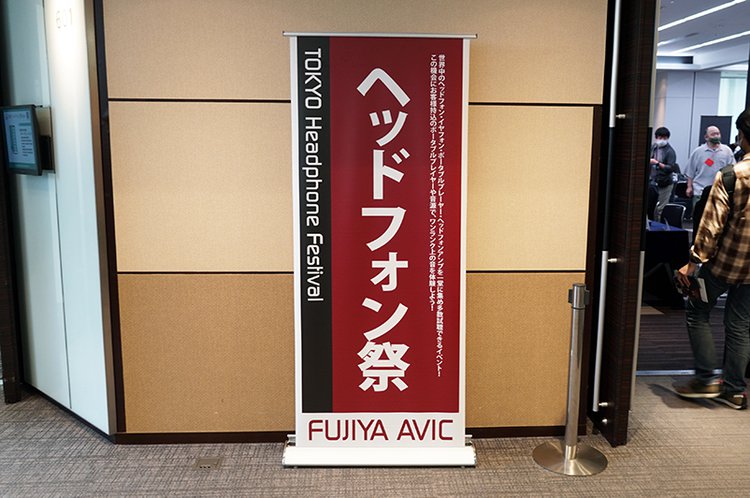 世界中のヘッドフォン・イヤフォン・ポータブルプレーヤー・ヘッドフォンアンプを一堂に集め多数試聴できるイベント!
この機会にお客様持込のポータブルプレイヤーや音源で、ワンランク上の音を体験しよう!
ヘッドフォン祭
TOKYO Headphone Festival
FUJIYA AVIC